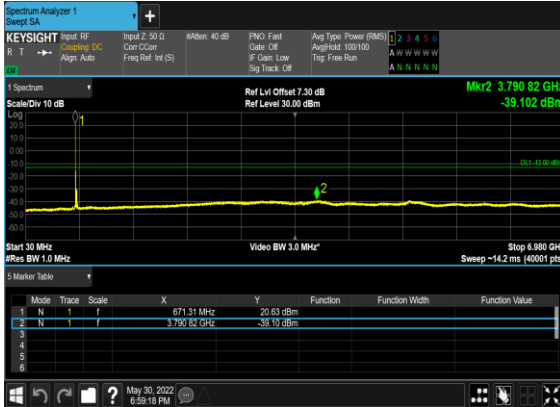 Spectrum Analyzer 1
Swept SA
+
KEYSIGHT
R T
Input: RF
Coupling: DC
Align: Auto
Input Z: 50 Ω
Corr CCorr
Freq Ref: Int (S)
#Atten: 40 dB
PNO: Fast
Gate: Off
IF Gain: Low
Sig Track: Off
Avg Type: Power (RMS)
Avg|Hold: 100/100
Trig: Free Run
1 2 3 4 5 6
A W W W W W
A N N N N N
1 Spectrum
Scale/Div 10 dB
Log
Ref Lvl Offset 7.30 dB
Ref Level 30.00 dBm
Mkr2 3.790 82 GHz
-39.102 dBm
20.0
10.0
0.00
-10.0
-20.0
-30.0
-40.0
-50.0
-60.0
1
2
DL1 -13.00 dBm
Start 30 MHz
#Res BW 1.0 MHz
Video BW 3.0 MHz*
Stop 6.980 GHz
Sweep ~14.2 ms (40001 pts)
5 Marker Table
Mode Trace Scale X Y Function Function Width Function Value
1 N 1 f 671.31 MHz 20.63 dBm
2 N 1 f 3.790 82 GHz -39.10 dBm
3
4
5
6
?
May 30, 2022
6:59:18 PM